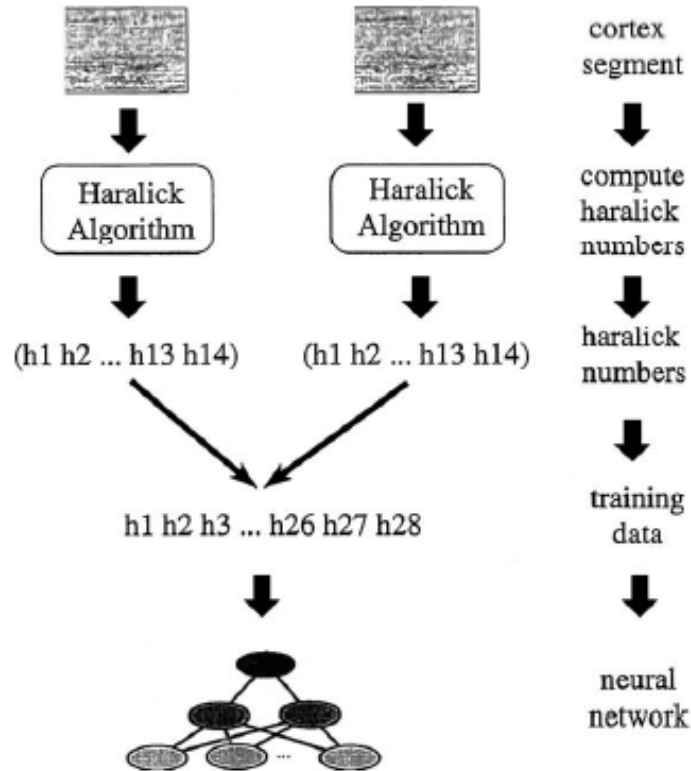 cortex
segment
Haralick
Algorithm
Haralick
Algorithm
compute
haralick
numbers
(h1 h2 ... h13 h14)
(h1 h2 ... h13 h14)
haralick
numbers
h1 h2 h3 ... h26 h27 h28
training
data
...
neural
network